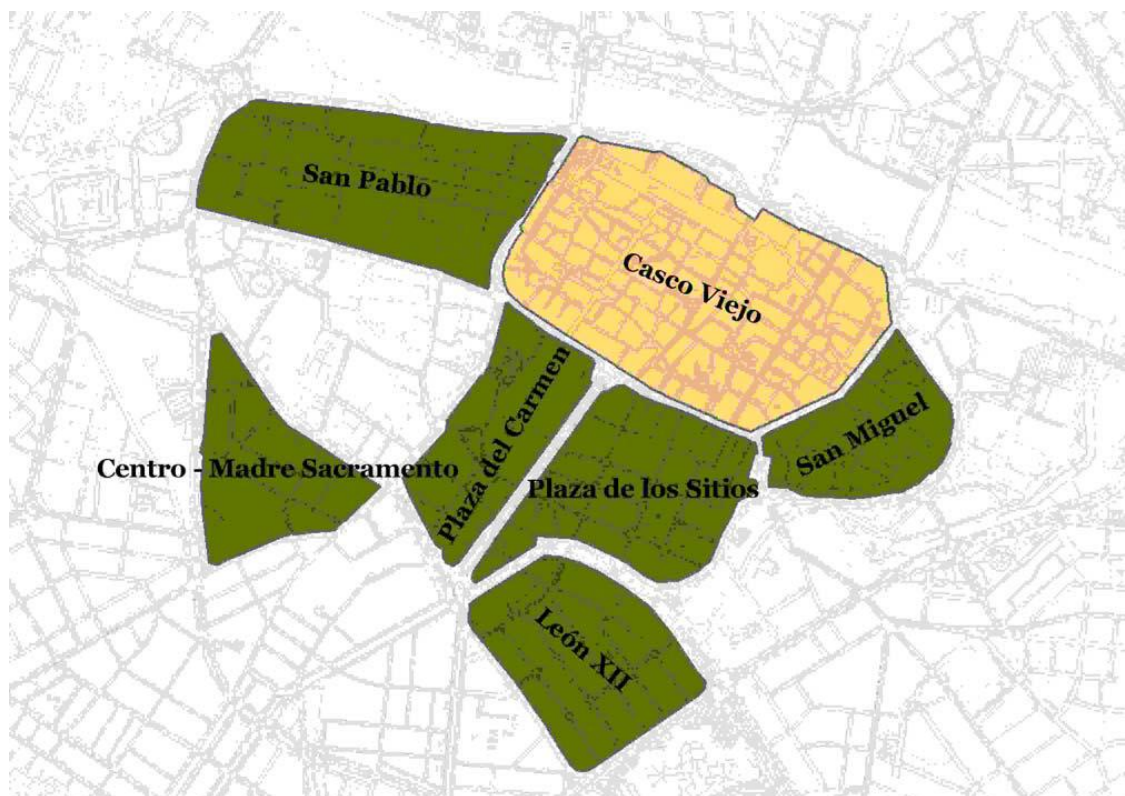 San Pablo
Casco Viejo
Plaza del Carmen
San Miguel
Centro - Madre Sacramento
Plaza de los Sitios
León XII